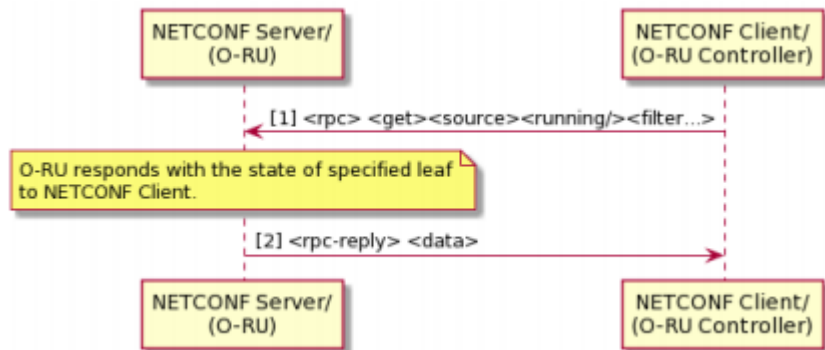 NETCONF Server/
(O-RU)
NETCONF Client/
(O-RU Controller)
[1] <rpc> <get><source><running/><filter...>
O-RU responds with the state of specified leaf
to NETCONF Client.
[2] <rpc-reply> <data>
NETCONF Server/
(O-RU)
NETCONF Client/
(O-RU Controller)